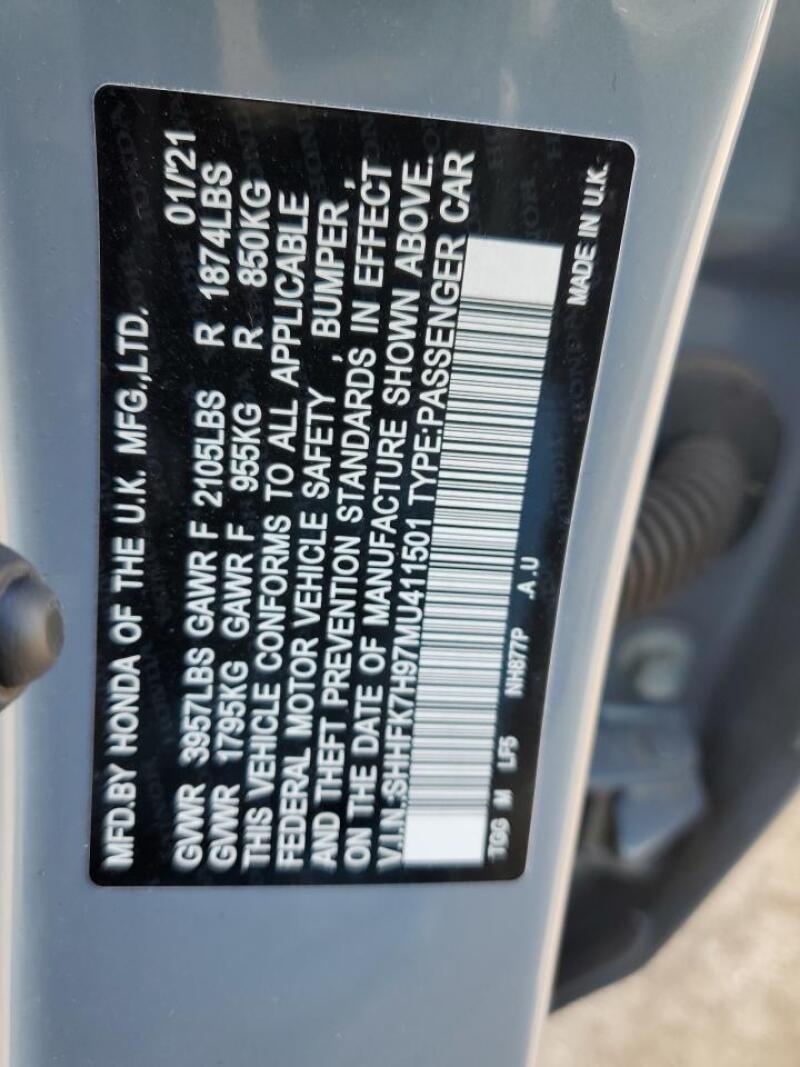 MFD.BY HONDA OF THE U.K. MFG.,LTD. 01/'21
GVWR 3957LBS GAWR F 2105LBS R 1874LBS
GVWR 1795KG GAWR F 955KG R 850KG
THIS VEHICLE CONFORMS TO ALL APPLICABLE
FEDERAL MOTOR VEHICLE SAFETY , BUMPER ,
AND THEFT PREVENTION STANDARDS IN EFFECT
ON THE DATE OF MANUFACTURE SHOWN ABOVE.
V.I.N.:SHHFK7H97MU411501 TYPE:PASSENGER CAR
TGG M LF5 NH877P .A.U MADE IN U.K.